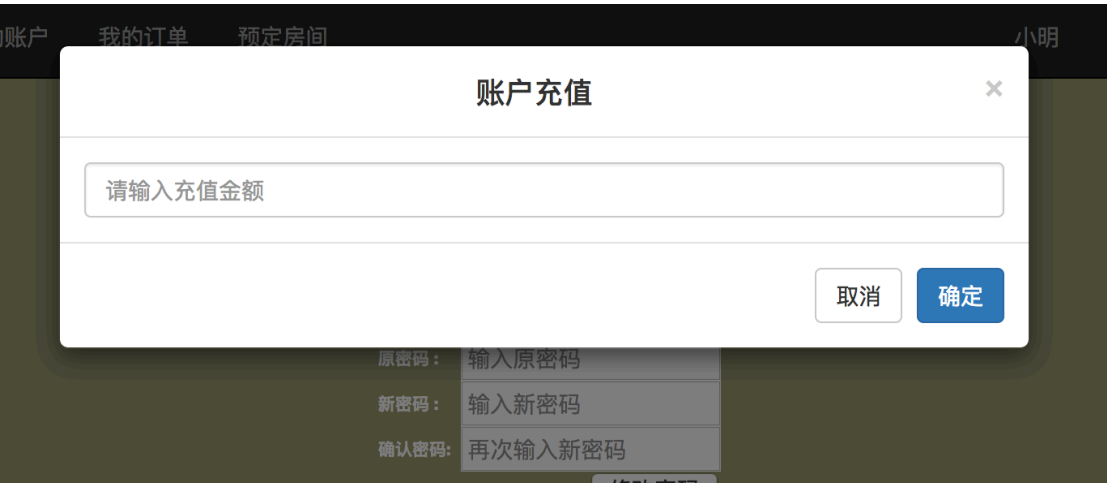 账户 我的订单 预定房间 小明
账户充值 ×
请输入充值金额
取消 确定
原密码： 输入原密码
新密码： 输入新密码
确认密码: 再次输入新密码